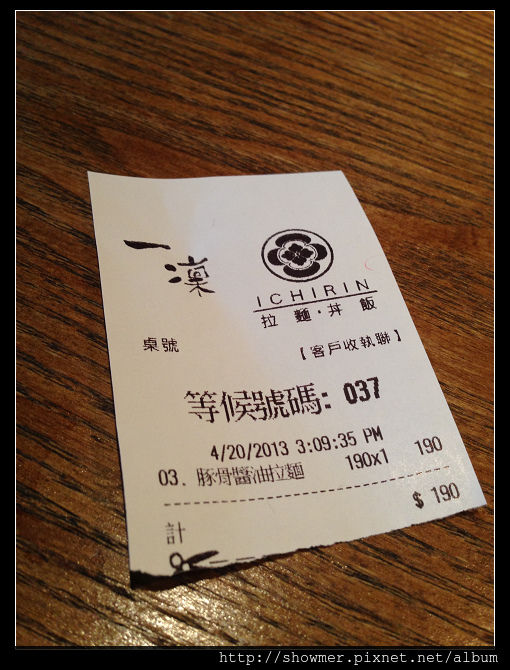 一凜
ICHIRIN
拉麵·丼飯
桌號
【客戶收執聯】
等候號碼: 037
4/20/2013 3:09:35 PM
03. 豚骨醬油拉麵 190x1 190
計 $ 190
http://showmer.pixnet.net/album